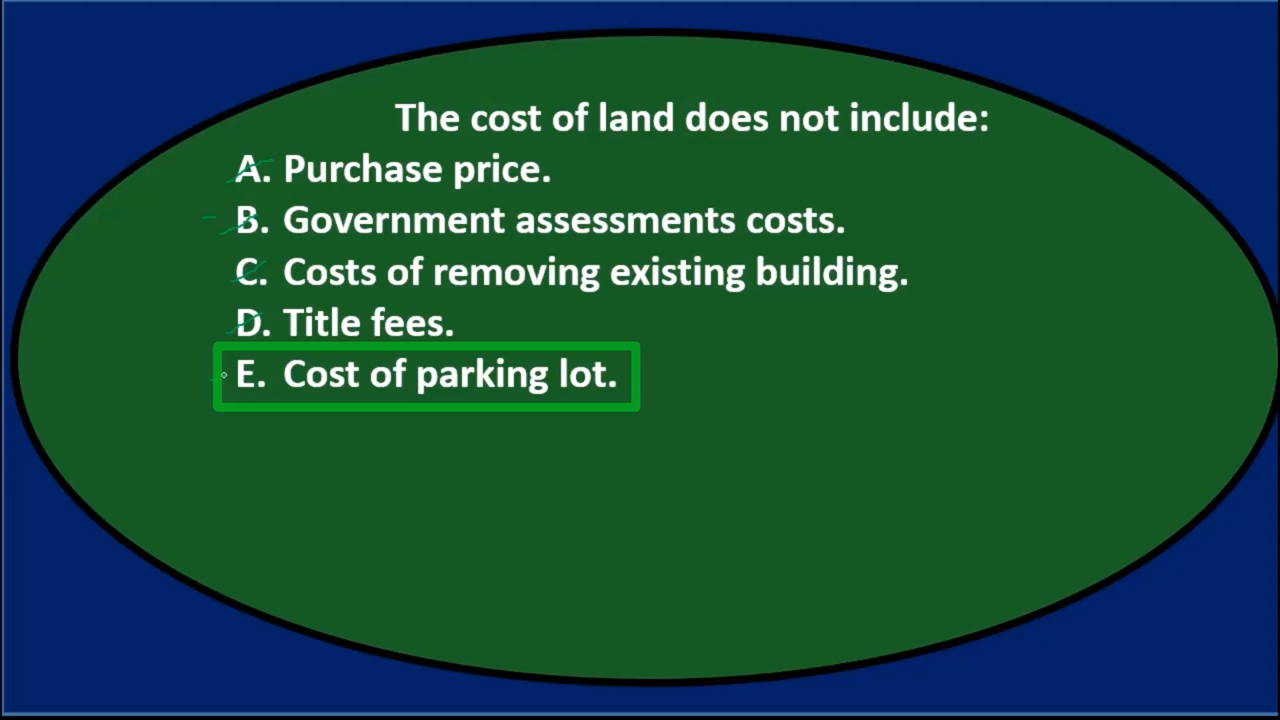 The cost of land does not include:
A. Purchase price.
B. Government assessments costs.
C. Costs of removing existing building.
D. Title fees.
E. Cost of parking lot.